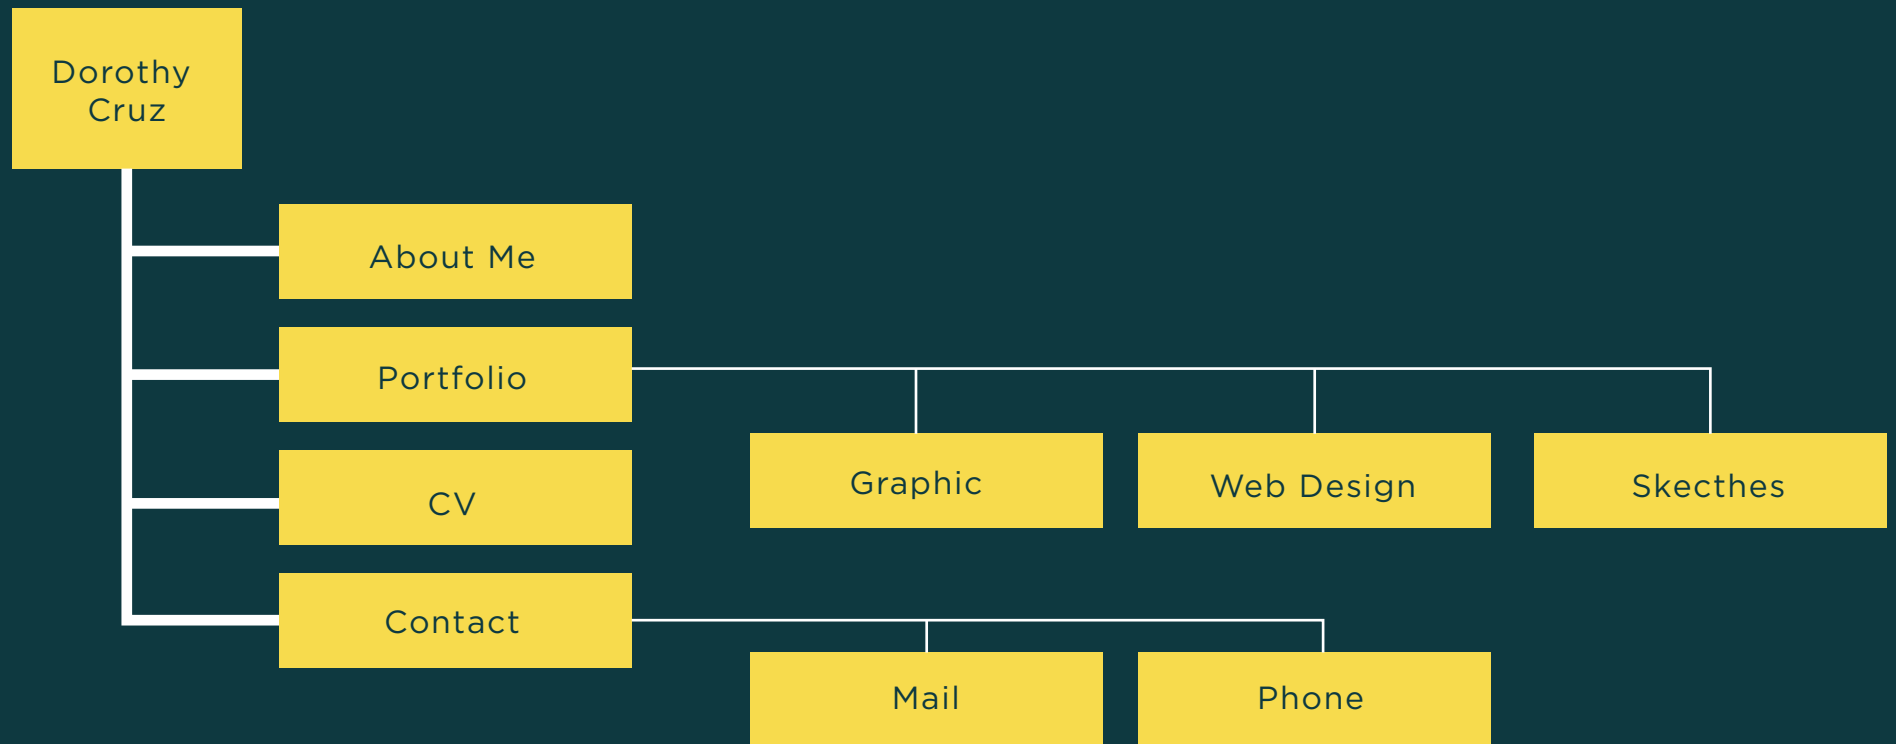 Dorothy
Cruz
About Me
Portfolio
CV
Contact
Graphic
Web Design
Skecthes
Mail
Phone